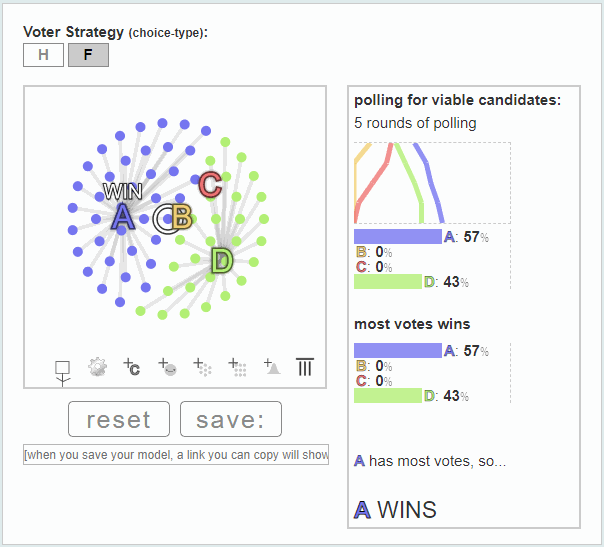 Voter Strategy (choice-type):
H F
WIN
A
C
B
D
+C
reset save:
[when you save your model, a link you can copy will show
polling for viable candidates:
5 rounds of polling
A: 57%
B: 0%
C: 0%
D: 43%
most votes wins
A: 57%
B: 0%
C: 0%
D: 43%
A has most votes, so...
A WINS